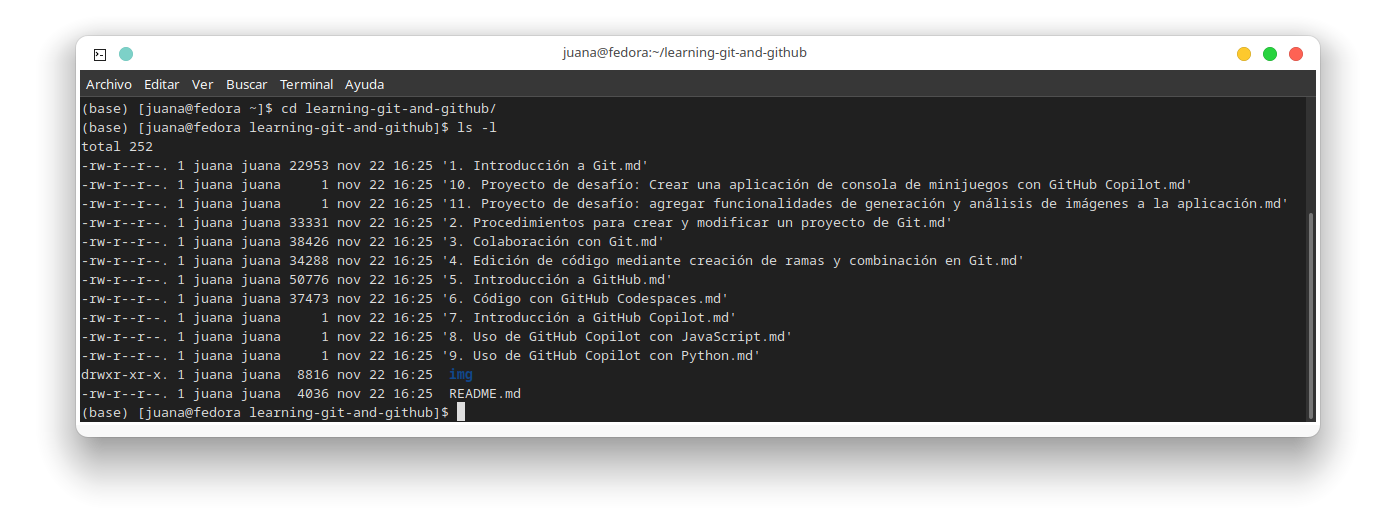 juana@fedora:~/learning-git-and-github
Archivo Editar Ver Buscar Terminal Ayuda
(base) [juana@fedora ~]$ cd learning-git-and-github/
(base) [juana@fedora learning-git-and-github]$ ls -l
total 252
-rw-r--r--. 1 juana juana 22953 nov 22 16:25 '1. Introducción a Git.md'
-rw-r--r--. 1 juana juana     1 nov 22 16:25 '10. Proyecto de desafío: Crear una aplicación de consola de minijuegos con GitHub Copilot.md'
-rw-r--r--. 1 juana juana     1 nov 22 16:25 '11. Proyecto de desafío: agregar funcionalidades de generación y análisis de imágenes a la aplicación.md'
-rw-r--r--. 1 juana juana 33331 nov 22 16:25 '2. Procedimientos para crear y modificar un proyecto de Git.md'
-rw-r--r--. 1 juana juana 38426 nov 22 16:25 '3. Colaboración con Git.md'
-rw-r--r--. 1 juana juana 34288 nov 22 16:25 '4. Edición de código mediante creación de ramas y combinación en Git.md'
-rw-r--r--. 1 juana juana 50776 nov 22 16:25 '5. Introducción a GitHub.md'
-rw-r--r--. 1 juana juana 37473 nov 22 16:25 '6. Código con GitHub Codespaces.md'
-rw-r--r--. 1 juana juana     1 nov 22 16:25 '7. Introducción a GitHub Copilot.md'
-rw-r--r--. 1 juana juana     1 nov 22 16:25 '8. Uso de GitHub Copilot con JavaScript.md'
-rw-r--r--. 1 juana juana     1 nov 22 16:25 '9. Uso de GitHub Copilot con Python.md'
drwxr-xr-x. 1 juana juana  8816 nov 22 16:25  img
-rw-r--r--. 1 juana juana  4036 nov 22 16:25  README.md
(base) [juana@fedora learning-git-and-github]$